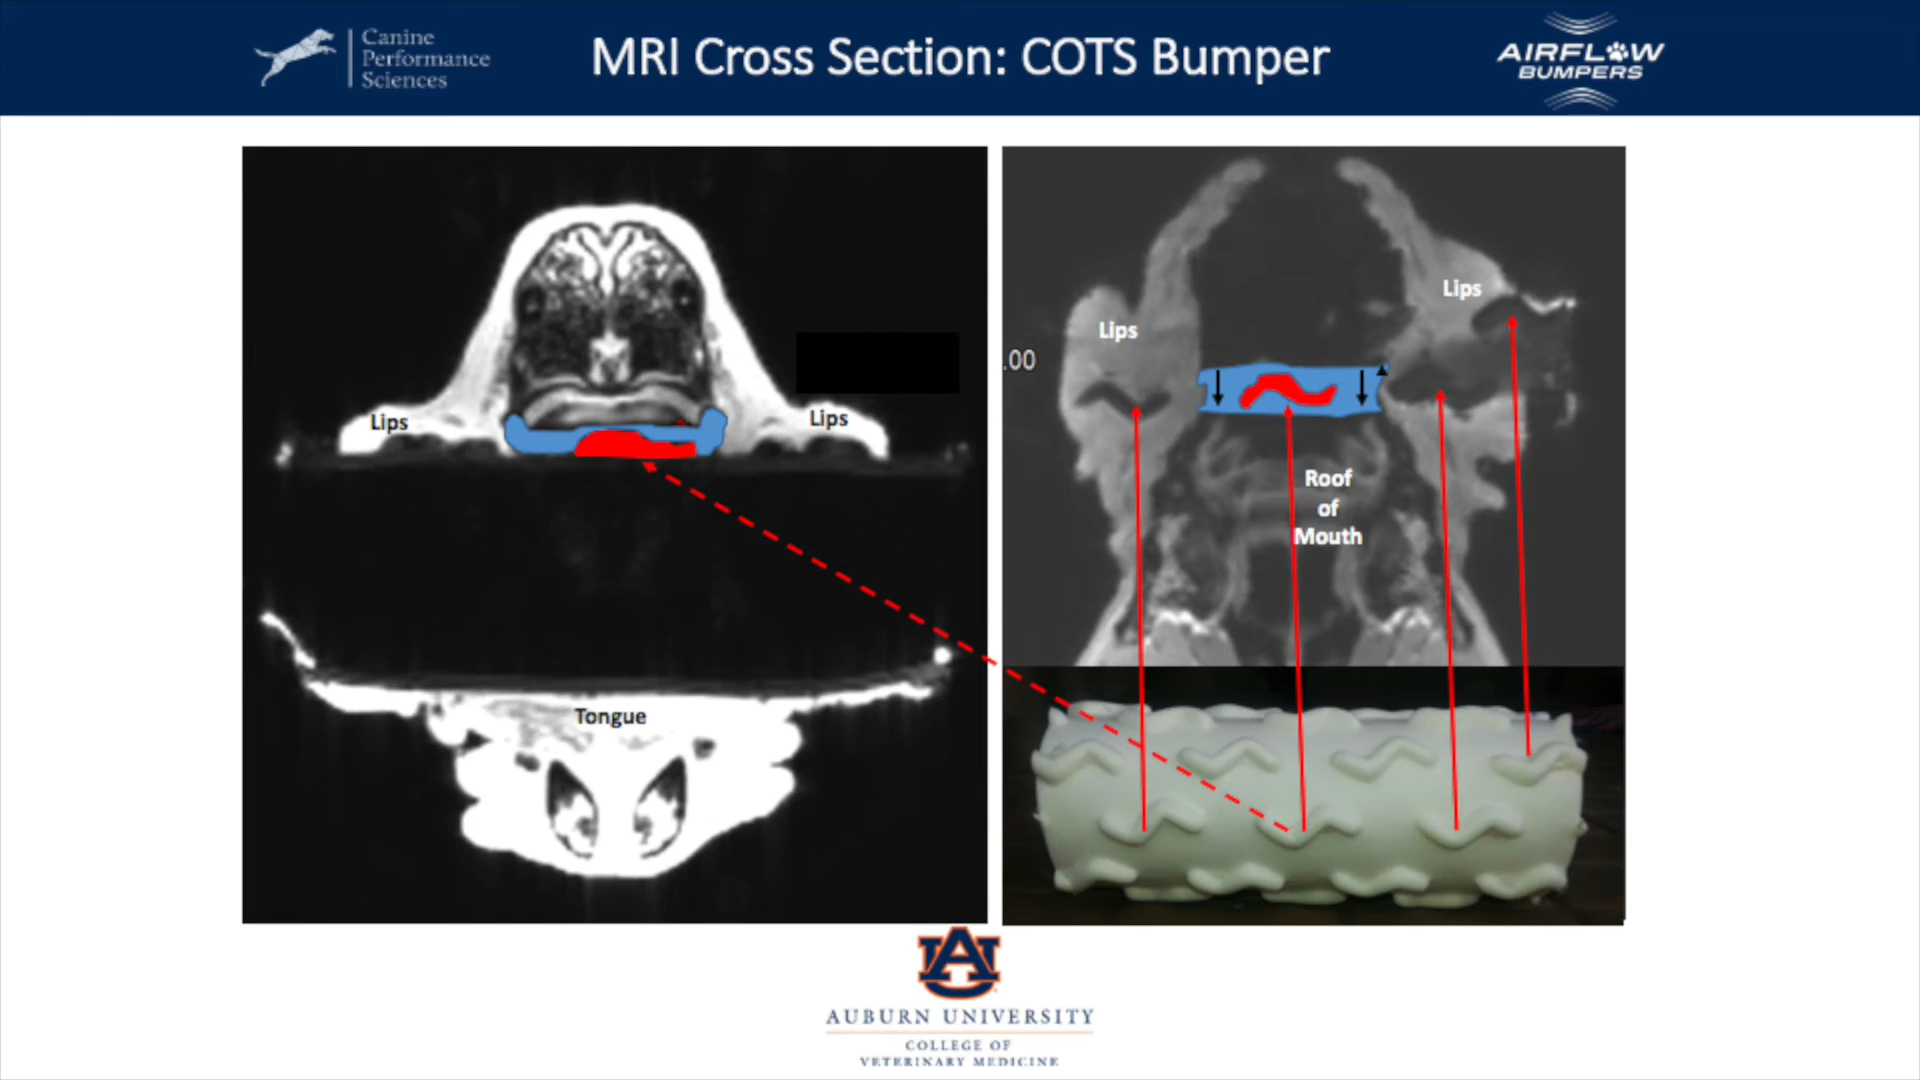 Canine
Performance
Sciences
MRI Cross Section: COTS Bumper
AIRFLOW
BUMPERS
Lips
Lips
Tongue
Lips
Lips
.00
Roof
of
Mouth
AU
AUBURN UNIVERSITY
COLLEGE OF
VETERINARY MEDICINE